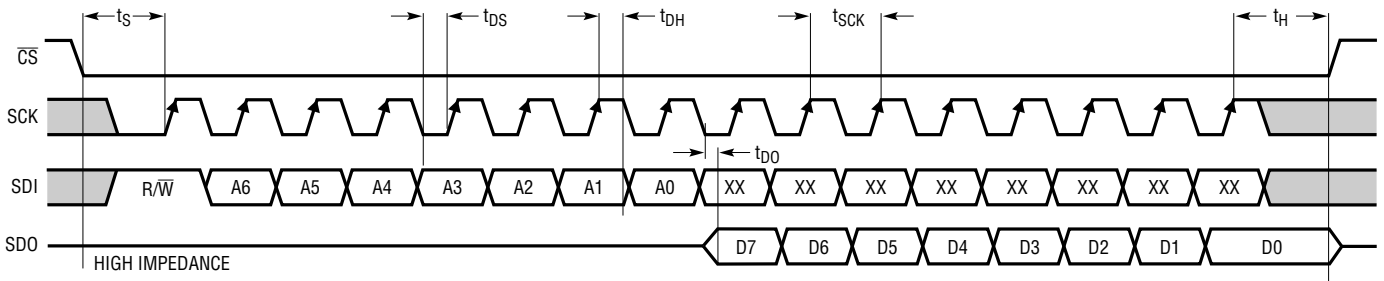 tS tDS tDH tSCK tH
CS
SCK
tDO
SDI R/W A6 A5 A4 A3 A2 A1 A0 XX XX XX XX XX XX XX XX
SDO D7 D6 D5 D4 D3 D2 D1 D0
HIGH IMPEDANCE